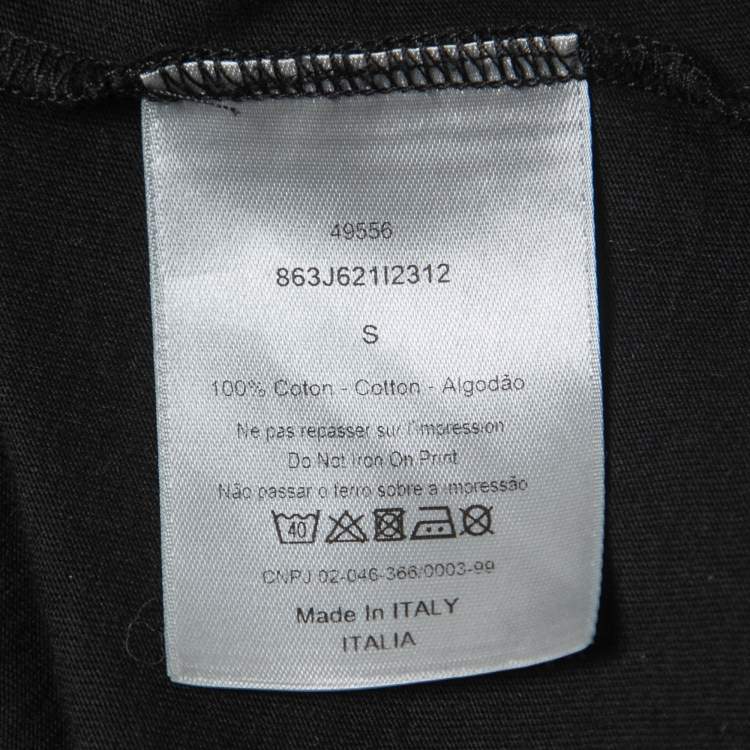 49556
863J621I2312
S
100% Coton - Cotton - Algodão
Ne pas repasser sur l'impression
Do Not Iron On Print
Não passar o ferro sobre a impressão
40
CNPJ 02-046-366/0003-99
Made In ITALY
ITALIA